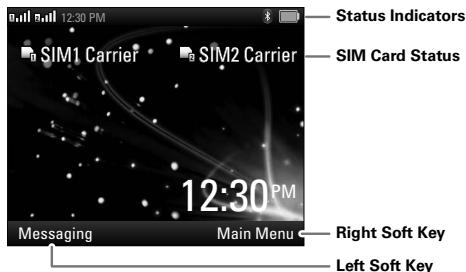 12:30 PM
Status Indicators
SIM1 Carrier
SIM2 Carrier
SIM Card Status
12:30PM
Messaging
Main Menu
Right Soft Key
Left Soft Key